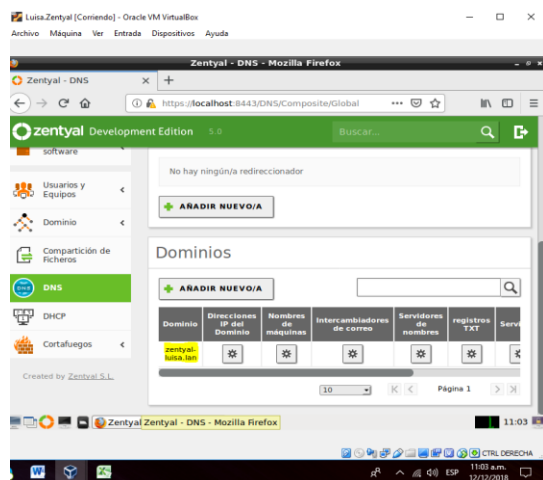 Luisa.Zentyal [Corriendo] - Oracle VM VirtualBox
Archivo Máquina Ver Entrada Dispositivos Ayuda
Zentyal - DNS - Mozilla Firefox
Zentyal - DNS
https://localhost:8443/DNS/Composite/Global
zentyal Development Edition 5.0
Buscar...
software
Usuarios y Equipos
Dominio
Compartición de Ficheros
DNS
DHCP
Cortafuegos
Created by Zentyal S.L.
No hay ningún/a redireccionador
AÑADIR NUEVO/A
Dominios
AÑADIR NUEVO/A
Dominio
Direcciones IP del Dominio
Nombres de máquinas
Intercambiadores de correo
Servidores de nombres
registros TXT
Servi
zentyal-luisa.lan
10
Página 1
Zentyal
Zentyal - DNS - Mozilla Firefox
11:03
CTRL DERECHA
ESP
11:03 a.m.
12/12/2018